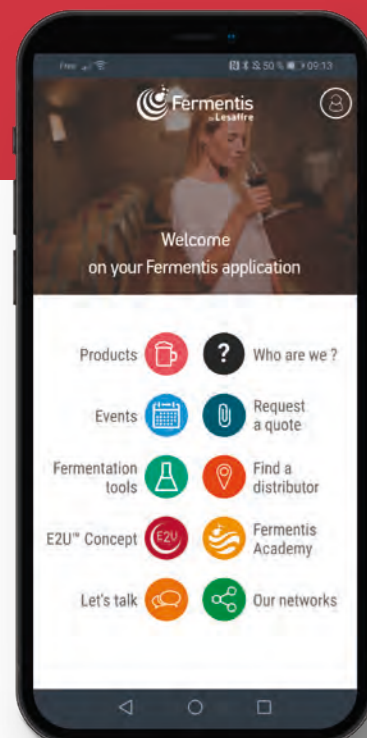 Free
50 % 09:13
Fermentis
by Lesaffre
Welcome
on your Fermentis application
Products
? Who are we ?
Events
Request
a quote
Fermentation
tools
Find a
distributor
E2U™ Concept
E2U
Fermentis
Academy
Let's talk
Our networks